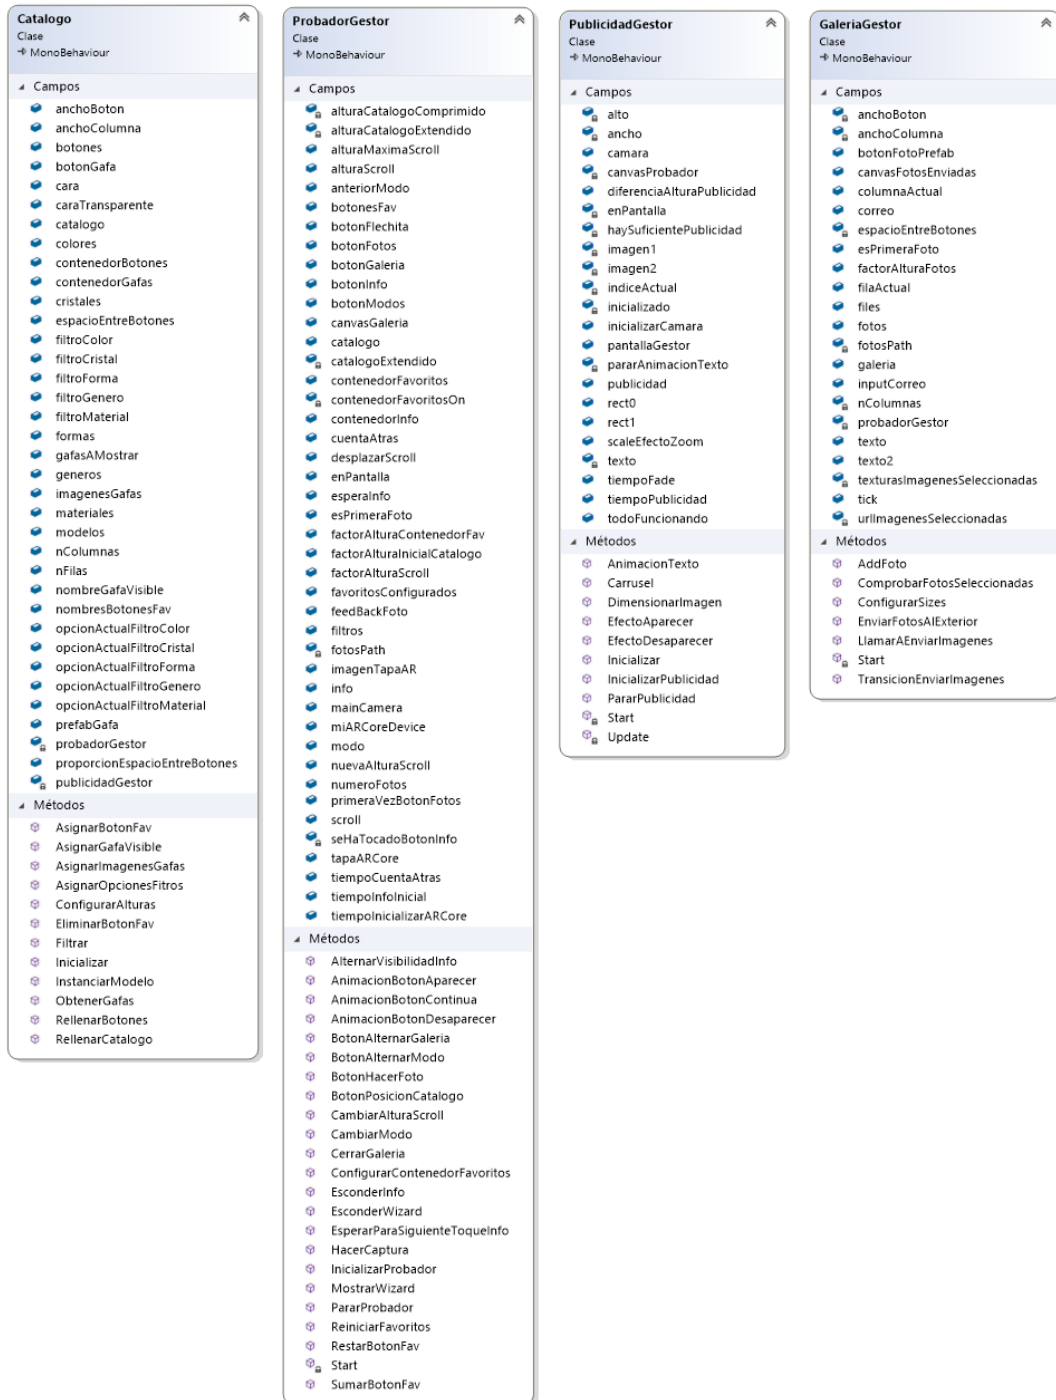 Catalogo
Clase
MonoBehaviour
Campos
anchoBoton
anchoColumna
botones
botonGafa
cara
caraTransparente
catalogo
colores
contenedorBotones
contenedorGafas
cristales
espacioEntreBotones
filtroColor
filtroCristal
filtroForma
filtroGenero
filtroMaterial
formas
gafasAMostrar
generos
imagenesGafas
materiales
modelos
nColumnas
nFilas
nombreGafaVisible
nombresBotonesFav
opcionActualFiltroColor
opcionActualFiltroCristal
opcionActualFiltroForma
opcionActualFiltroGenero
opcionActualFiltroMaterial
prefabGafa
probadorGestor
proporcionEspacioEntreBotones
publicidadGestor
Métodos
AsignarBotonFav
AsignarGafaVisible
AsignarImagenesGafas
AsignarOpcionesFitros
ConfigurarAlturas
EliminarBotonFav
Filtrar
Inicializar
InstanciarModelo
ObtenerGafas
RellenarBotones
RellenarCatalogo
ProbadorGestor
Clase
MonoBehaviour
Campos
alturaCatalogoComprimido
alturaCatalogoExtendido
alturaMaximaScroll
alturaScroll
anteriorModo
botonesFav
botonFlechita
botonFotos
botonGaleria
botonInfo
botonModos
canvasGaleria
catalogo
catalogoExtendido
contenedorFavoritos
contenedorFavoritosOn
contenedorInfo
cuentaAtras
desplazarScroll
enPantalla
esperaInfo
esPrimeraFoto
factorAlturaContenedorFav
factorAlturaInicialCatalogo
factorAlturaScroll
favoritosConfigurados
feedBackFoto
filtros
fotosPath
imagenTapaAR
info
mainCamera
miARCoreDevice
modo
nuevaAlturaScroll
numeroFotos
primeraVezBotonFotos
scroll
seHaTocadoBotonInfo
tapaARCore
tiempoCuentaAtras
tiempoInfoInicial
tiempoInicializarARCore
Métodos
AlternarVisibilidadInfo
AnimacionBotonAparecer
AnimacionBotonContinua
AnimacionBotonDesaparecer
BotonAlternarGaleria
BotonAlternarModo
BotonHacerFoto
BotonPosicionCatalogo
CambiarAlturaScroll
CambiarModo
CerrarGaleria
ConfigurarContenedorFavoritos
EsconderInfo
EsconderWizard
EsperarParaSiguienteToqueInfo
HacerCaptura
InicializarProbador
MostrarWizard
PararProbador
ReiniciarFavoritos
RestarBotonFav
Start
SumarBotonFav
PublicidadGestor
Clase
MonoBehaviour
Campos
alto
ancho
camara
canvasProbador
diferenciaAlturaPublicidad
enPantalla
haySuficientePublicidad
imagen1
imagen2
indiceActual
inicializado
inicializarCamara
pantallaGestor
pararAnimacionTexto
publicidad
rect0
rect1
scaleEfectoZoom
texto
tiempoFade
tiempoPublicidad
todoFuncionando
Métodos
AnimacionTexto
Carrusel
DimensionarImagen
EfectoAparecer
EfectoDesaparecer
Inicializar
InicializarPublicidad
PararPublicidad
Start
Update
GaleriaGestor
Clase
MonoBehaviour
Campos
anchoBoton
anchoColumna
botonFotoPrefab
canvasFotosEnviadas
columnaActual
correo
espacioEntreBotones
esPrimeraFoto
factorAlturaFotos
filaActual
files
fotos
fotosPath
galeria
inputCorreo
nColumnas
probadorGestor
texto
texto2
texturasImagenesSeleccionadas
tick
urlImagenesSeleccionadas
Métodos
AddFoto
ComprobarFotosSeleccionadas
ConfigurarSizes
EnviarFotosAlExterior
LlamarAEnviarImagenes
Start
TransicionEnviarImagenes